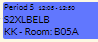 Period 5 12:05 - 12:50
S2XLBELB
KK - Room: B05A